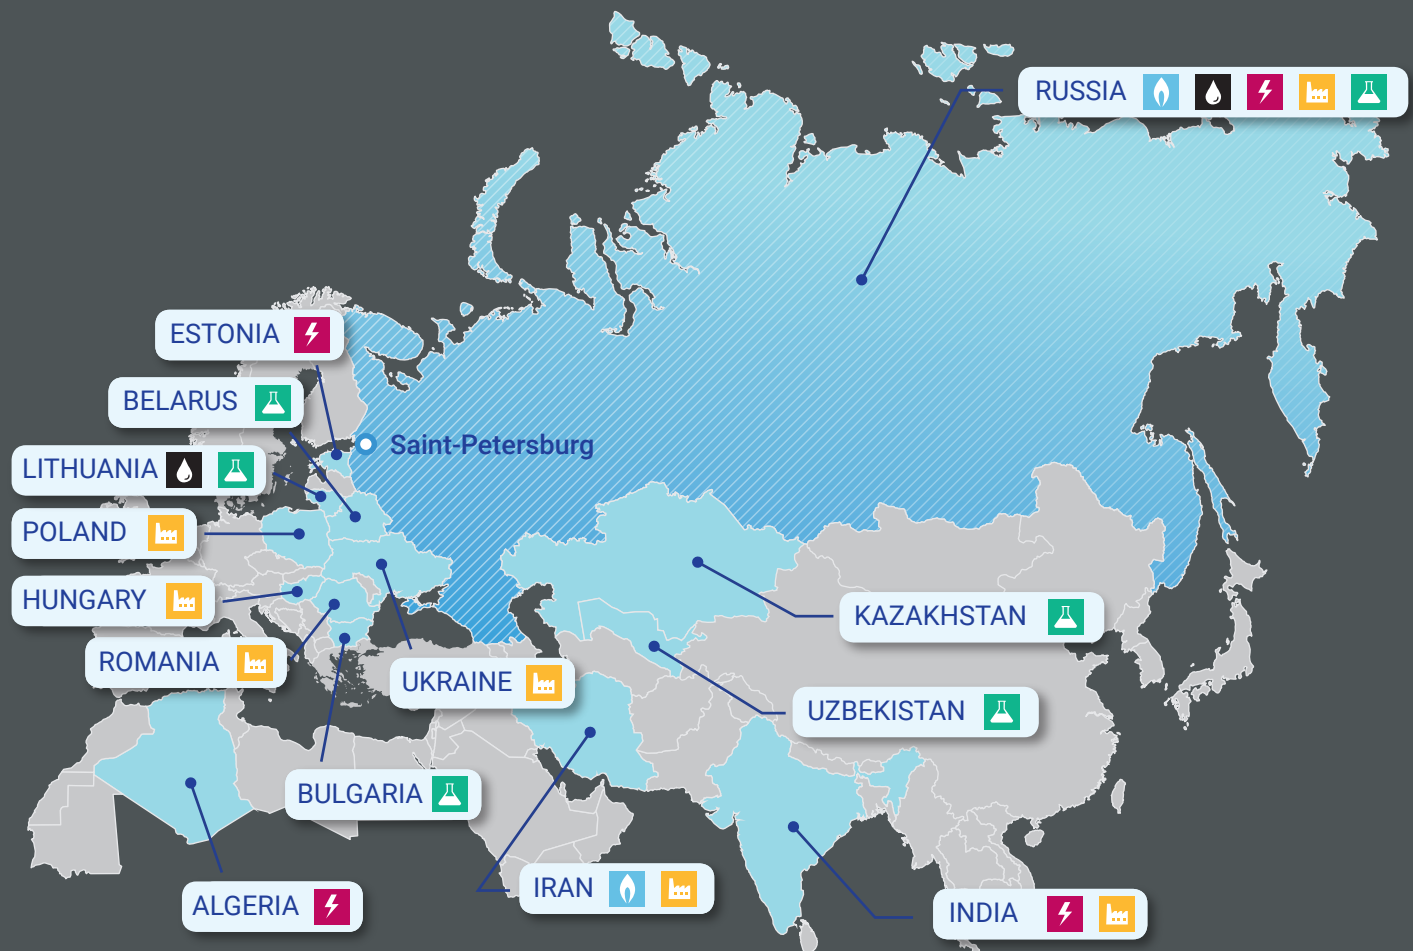 RUSSIA
ESTONIA
BELARUS
Saint-Petersburg
LITHUANIA
POLAND
HUNGARY
KAZAKHSTAN
ROMANIA
UKRAINE
UZBEKISTAN
BULGARIA
IRAN
ALGERIA
INDIA